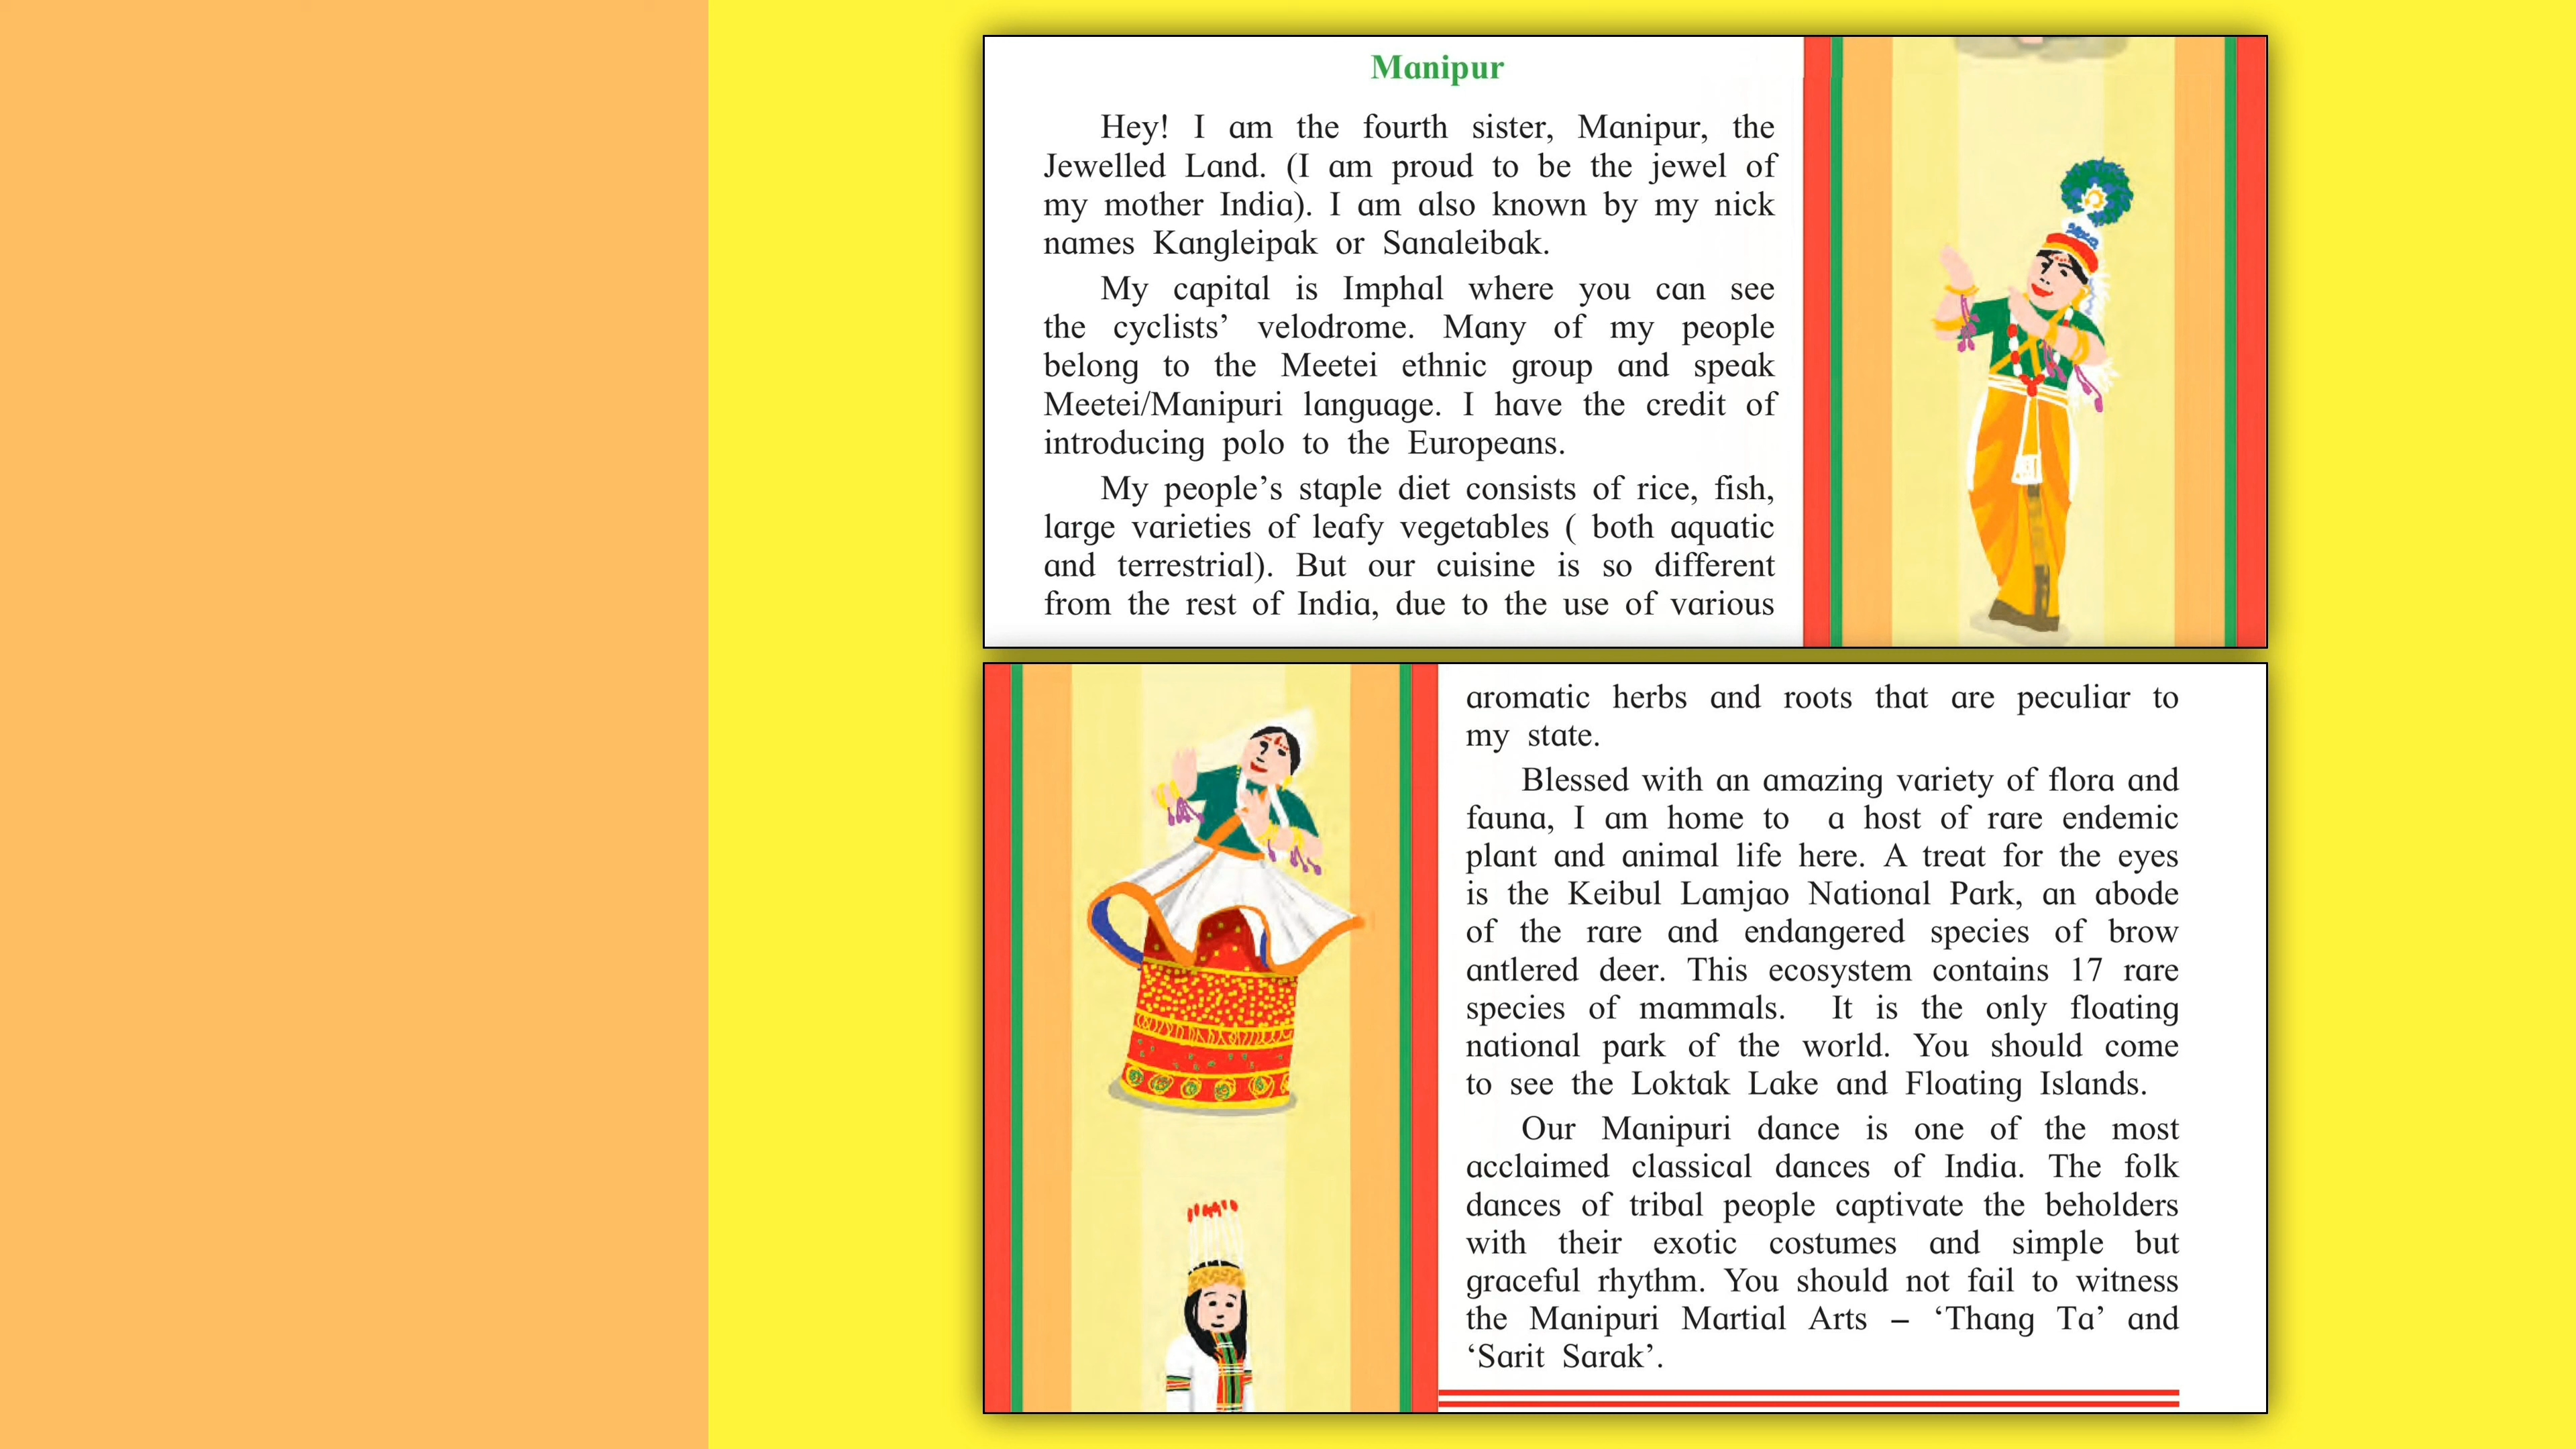 Manipur
Hey! I am the fourth sister, Manipur, the
Jewelled Land. (I am proud to be the jewel of
my mother India). I am also known by my nick
names Kangleipak or Sanaleibak.
My capital is Imphal where you can see
the cyclists’ velodrome. Many of my people
belong to the Meetei ethnic group and speak
Meetei/Manipuri language. I have the credit of
introducing polo to the Europeans.
My people’s staple diet consists of rice, fish,
large varieties of leafy vegetables ( both aquatic
and terrestrial). But our cuisine is so different
from the rest of India, due to the use of various
aromatic herbs and roots that are peculiar to
my state.
Blessed with an amazing variety of flora and
fauna, I am home to a host of rare endemic
plant and animal life here. A treat for the eyes
is the Keibul Lamjao National Park, an abode
of the rare and endangered species of brow
antlered deer. This ecosystem contains 17 rare
species of mammals. It is the only floating
national park of the world. You should come
to see the Loktak Lake and Floating Islands.
Our Manipuri dance is one of the most
acclaimed classical dances of India. The folk
dances of tribal people captivate the beholders
with their exotic costumes and simple but
graceful rhythm. You should not fail to witness
the Manipuri Martial Arts – ‘Thang Ta’ and
‘Sarit Sarak’.